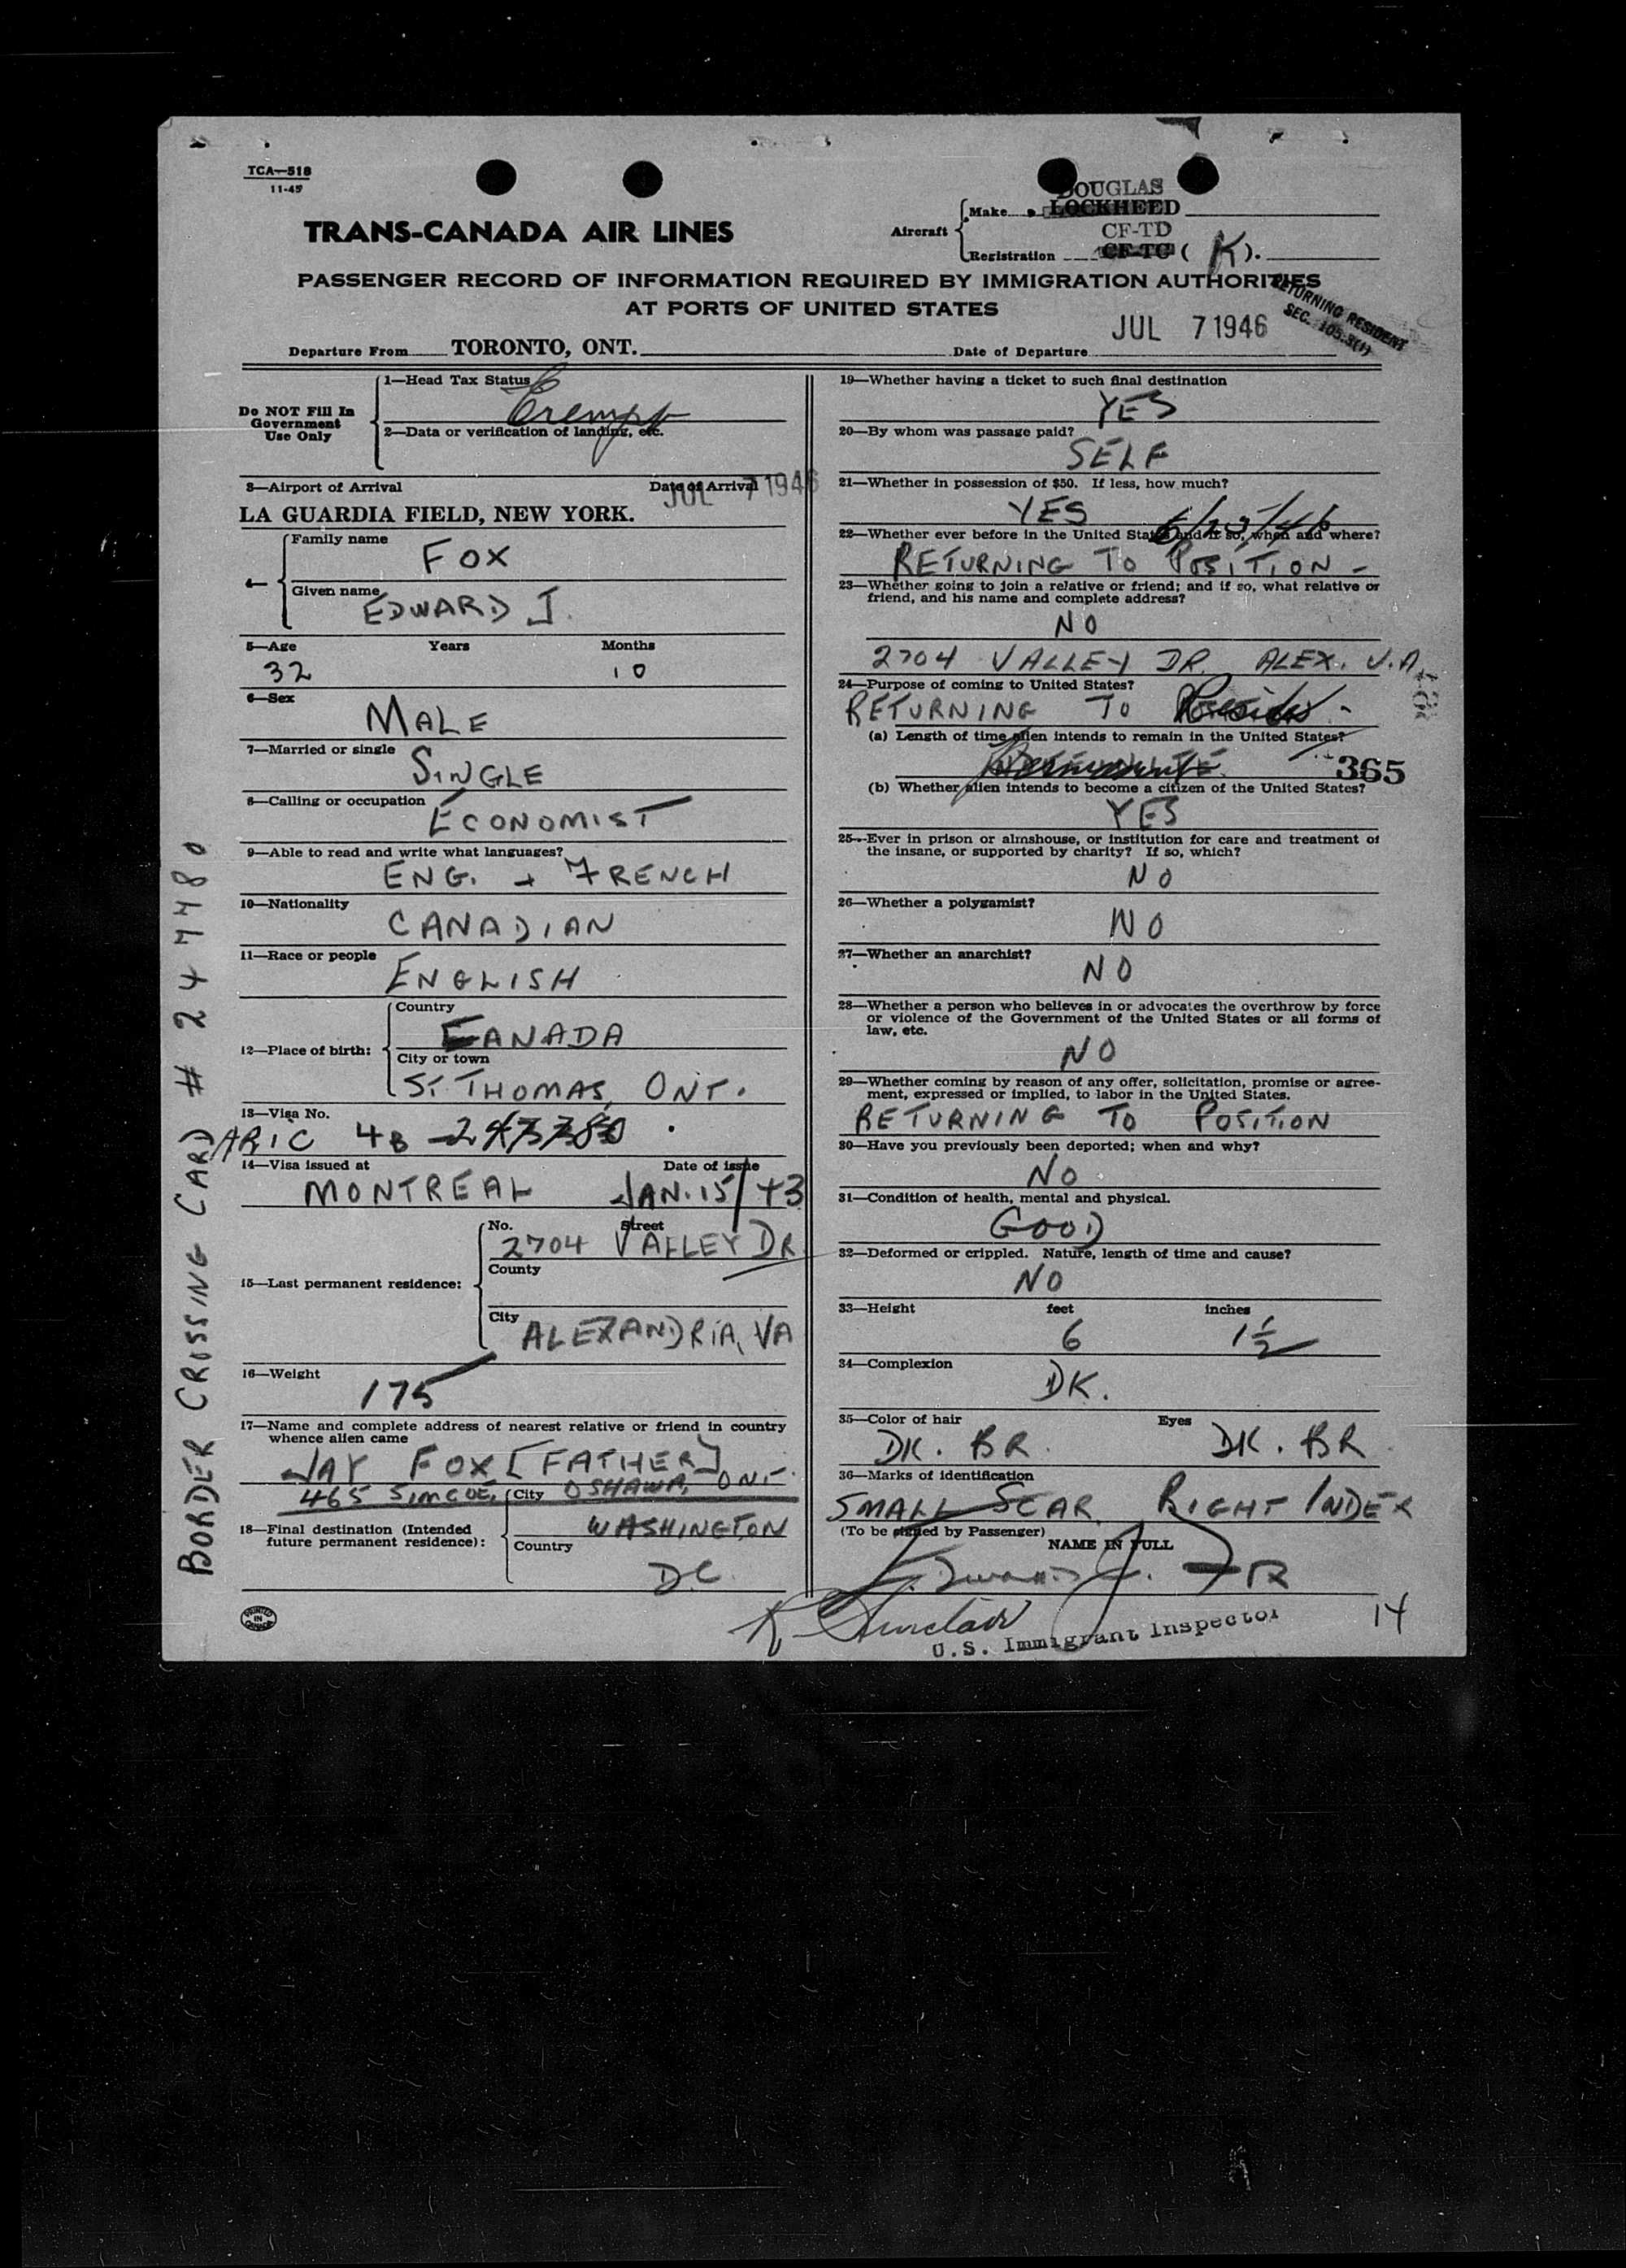 TCA—518
11-45
DOUGLAS
Aircraft Make LOCKHEED
TRANS-CANADA AIR LINES
CF-TD
Registration CF-TC ( K ).
PASSENGER RECORD OF INFORMATION REQUIRED BY IMMIGRATION AUTHORITIES
AT PORTS OF UNITED STATES
RETURNING RESIDENT
SEC. 105.3(1)
JUL 7 1946
Departure From TORONTO, ONT. Date of Departure
Do NOT Fill In
Government
Use Only
1—Head Tax Status
Exempt
2—Data or verification of landing, etc.
3—Airport of Arrival Date of Arrival
JUL 7 1946
LA GUARDIA FIELD, NEW YORK.
4— Family name
FOX
Given name
EDWARD J.
5—Age Years Months
32 10
6—Sex
MALE
7—Married or single
SINGLE
8—Calling or occupation
ECONOMIST
9—Able to read and write what languages?
ENG. + FRENCH
10—Nationality
CANADIAN
11—Race or people
ENGLISH
12—Place of birth:
Country
CANADA
City or town
ST. THOMAS, ONT.
13—Visa No.
ARIC 4B
14—Visa issued at Date of issue
MONTREAL JAN. 15/43
15—Last permanent residence:
No. Street
2704 VALLEY DR.
County
City
ALEXANDRIA, VA
16—Weight
175
17—Name and complete address of nearest relative or friend in country
whence alien came
JAY FOX [FATHER]
465 SIMCOE, OSHAWA, ONT.
18—Final destination (Intended
future permanent residence):
City
WASHINGTON
Country
D.C.
PRINTED
IN
CANADA
BORDER CROSSING CARD # 247480
19—Whether having a ticket to such final destination
YES
20—By whom was passage paid?
SELF
21—Whether in possession of $50. If less, how much?
YES
22—Whether ever before in the United States and if so, when and where?
RETURNING TO POSITION -
23—Whether going to join a relative or friend; and if so, what relative or
friend, and his name and complete address?
NO
2704 VALLEY DR. ALEX. V.A.
24—Purpose of coming to United States?
RETURNING TO
(a) Length of time alien intends to remain in the United States?
365
(b) Whether alien intends to become a citizen of the United States?
YES
25—Ever in prison or almshouse, or institution for care and treatment of
the insane, or supported by charity? If so, which?
NO
26—Whether a polygamist?
NO
27—Whether an anarchist?
NO
28—Whether a person who believes in or advocates the overthrow by force
or violence of the Government of the United States or all forms of
law, etc.
NO
29—Whether coming by reason of any offer, solicitation, promise or agree-
ment, expressed or implied, to labor in the United States.
RETURNING TO POSITION
30—Have you previously been deported; when and why?
NO
31—Condition of health, mental and physical.
GOOD
32—Deformed or crippled. Nature, length of time and cause?
NO
33—Height feet inches
6 1½
34—Complexion
DK.
35—Color of hair Eyes
DK. BR. DK. BR
36—Marks of identification
SMALL SCAR. RIGHT INDEX
(To be signed by Passenger)
NAME IN FULL
Edward J. Fox
K Sinclair
U.S. Immigrant Inspector
14